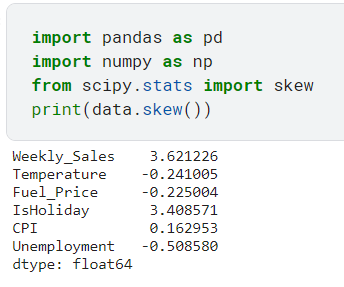 import pandas as pd
import numpy as np
from scipy.stats import skew
print(data.skew())
Weekly_Sales    3.621226
Temperature    -0.241005
Fuel_Price     -0.225004
IsHoliday       3.408571
CPI             0.162953
Unemployment   -0.508580
dtype: float64